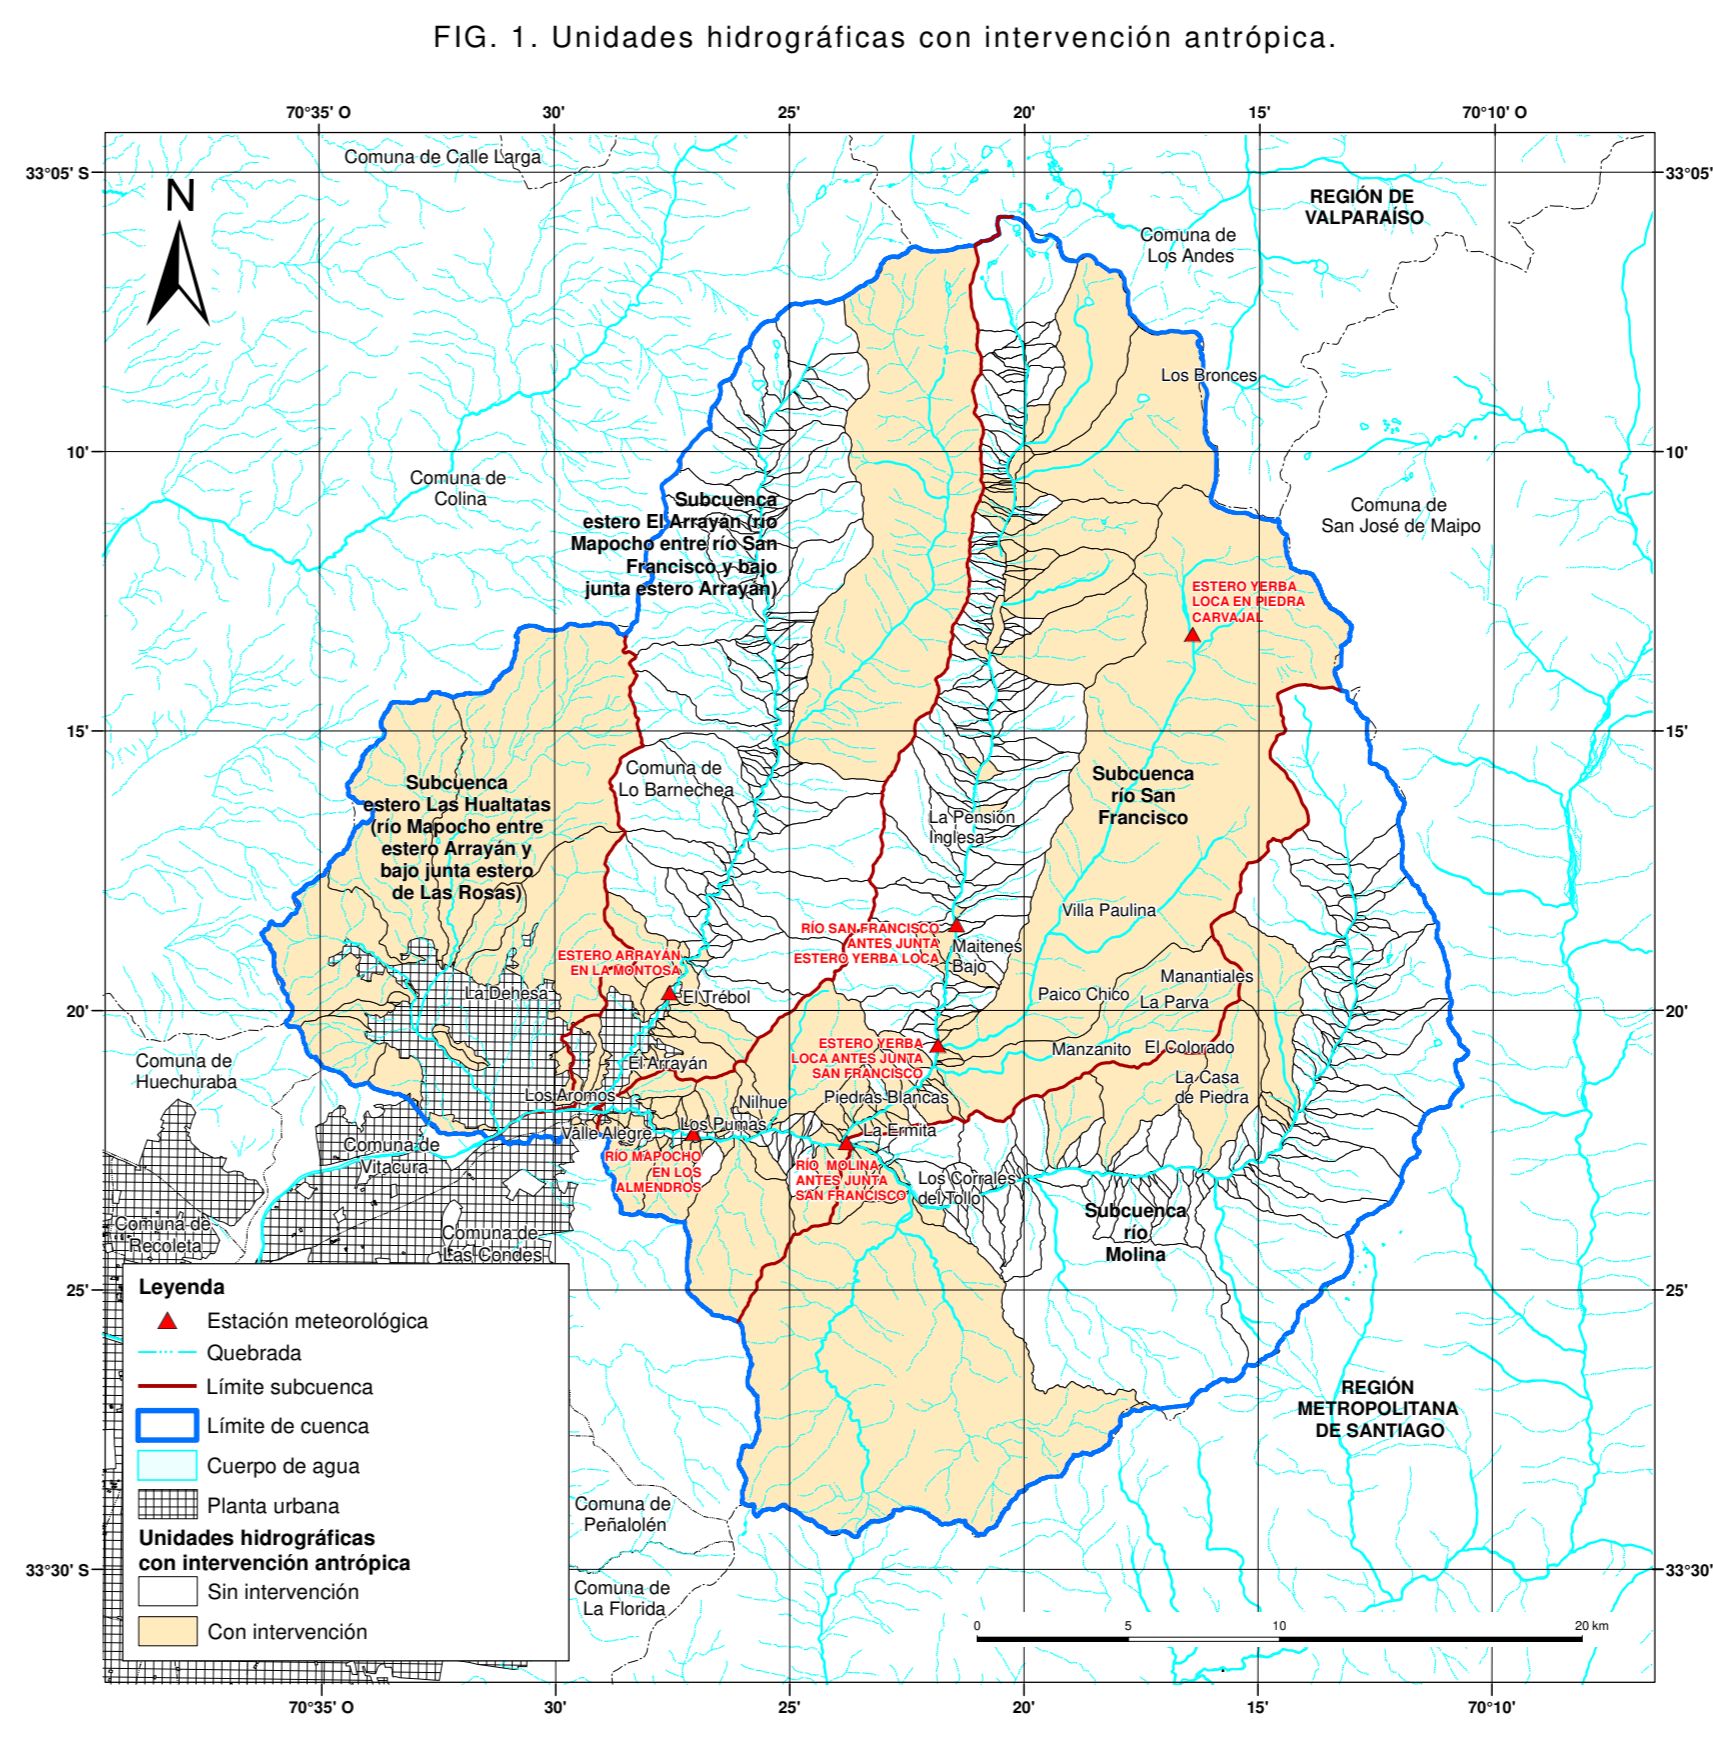 FIG. 1. Unidades hidrográficas con intervención antrópica.
70°35' O
30'
25'
20'
15'
70°10' O
33°05' S
33°05'
N
Comuna de Calle Larga
REGIÓN DE
VALPARAÍSO
Comuna de
Los Andes
Los Bronces
10'
10'
Comuna de
Colina
Subcuenca
estero El Arrayán (río
Mapocho entre río San
Francisco y bajo
junta estero Arrayán)
Comuna de
San José de Maipo
ESTERO YERBA
LOCA EN PIEDRA
CARVAJAL
15'
15'
Comuna de
Lo Barnechea
Subcuenca
estero Las Hualtatas
(río Mapocho entre
estero Arrayán y
bajo junta estero
de Las Rosas)
Subcuenca
río San
Francisco
La Pensión
Inglesa
Villa Paulina
RÍO SAN FRANCISCO
ANTES JUNTA
ESTERO YERBA LOCA
Maitenes
Bajo
ESTERO ARRAYÁN
EN LA MONTOSA
La Dehesa
El Trébol
Manantiales
Paico Chico
La Parva
20'
20'
Comuna de
Huechuraba
El Arrayán
ESTERO YERBA
LOCA ANTES JUNTA
SAN FRANCISCO
Manzanito
El Colorado
La Casa
de Piedra
Los Aromos
Nilhue
Piedras Blancas
Los Pumas
Valle Alegre
La Ermita
Comuna de
Vitacura
RÍO MAPOCHO
EN LOS
ALMENDROS
RÍO MOLINA
ANTES JUNTA
SAN FRANCISCO
Los Corrales
del Tollo
Subcuenca
río
Molina
Comuna de
Recoleta
Comuna de
Las Condes
25'
25'
Leyenda
Estación meteorológica
Quebrada
Límite subcuenca
Límite de cuenca
Cuerpo de agua
Planta urbana
Unidades hidrográficas
con intervención antrópica
Sin intervención
Con intervención
REGIÓN
METROPOLITANA
DE SANTIAGO
Comuna de
Peñalolén
33°30' S
33°30'
Comuna de
La Florida
0
5
10
20 km
70°35' O
30'
25'
20'
15'
70°10'